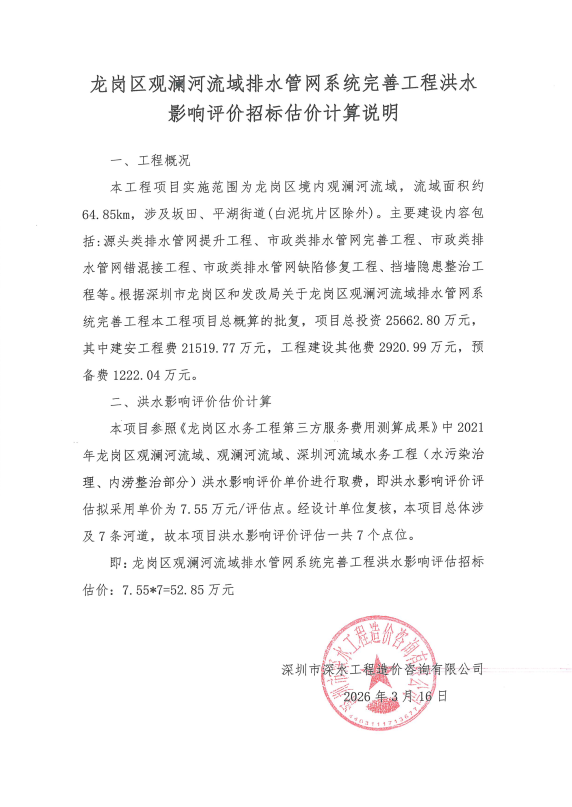 龙岗区观澜河流域排水管网系统完善工程洪水
影响评价招标估价计算说明
一、工程概况
本工程项目实施范围为龙岗区境内观澜河流域，流域面积约
64.85km，涉及坂田、平湖街道(白泥坑片区除外)。主要建设内容包
括:源头类排水管网提升工程、市政类排水管网完善工程、市政类排
水管网错混接工程、市政类排水管网缺陷修复工程、挡墙隐患整治工
程等。根据深圳市龙岗区和发改局关于龙岗区观澜河流域排水管网系
统完善工程本工程项目总概算的批复，项目总投资 25662.80 万元，
其中建安工程费 21519.77 万元，工程建设其他费 2920.99 万元，预
备费 1222.04 万元。
二、洪水影响评价估价计算
本项目参照《龙岗区水务工程第三方服务费用测算成果》中 2021
年龙岗区观澜河流域、观澜河流域、深圳河流域水务工程（水污染治
理、内涝整治部分）洪水影响评价单价进行取费，即洪水影响评价评
估拟采用单价为 7.55 万元/评估点。经设计单位复核，本项目总体涉
及 7 条河道，故本项目洪水影响评价评估一共 7 个点位。
即：龙岗区观澜河流域排水管网系统完善工程洪水影响评估招标
估价：7.55*7=52.85 万元
深圳市深水工程造价咨询有限公司
2026 年 3 月 16 日
深圳市深水工程造价咨询有限公司